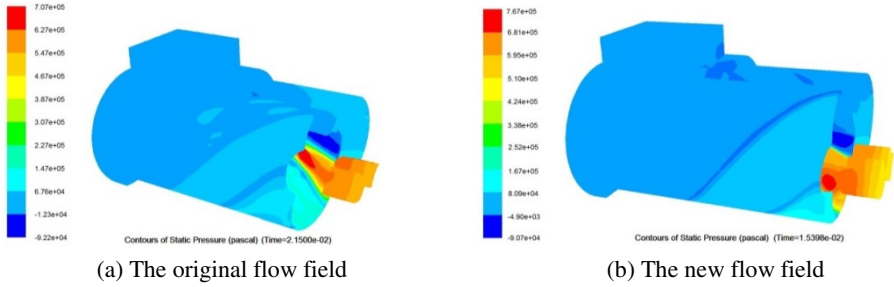 7.07e+05
6.27e+05
5.47e+05
4.67e+05
3.87e+05
3.07e+05
2.27e+05
1.47e+05
6.76e+04
-1.23e+04
-9.22e+04
Contours of Static Pressure (pascal) (Time=2.1500e-02)
(a) The original flow field
7.67e+05
6.81e+05
5.95e+05
5.10e+05
4.24e+05
3.38e+05
2.52e+05
1.67e+05
8.09e+04
-4.90e+03
-9.07e+04
Contours of Static Pressure (pascal) (Time=1.5398e-02)
(b) The new flow field